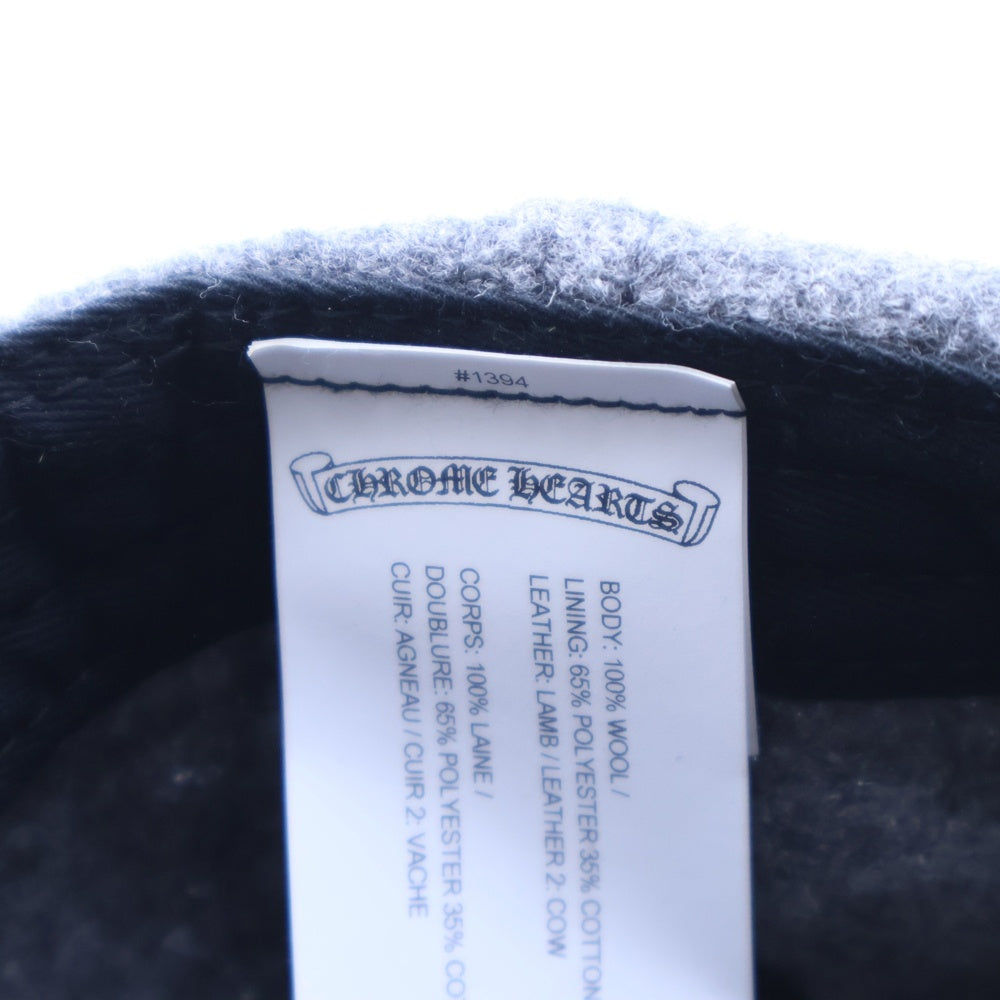 #1394
CHROME HEARTS
BODY: 100% WOOL /
LINING: 65% POLYESTER 35% COTTON
LEATHER: LAMB / LEATHER 2: COW
CORPS: 100% LAINE /
DOUBLURE: 65% POLYESTER 35% CO
CUIR: AGNEAU / CUIR 2: VACHE